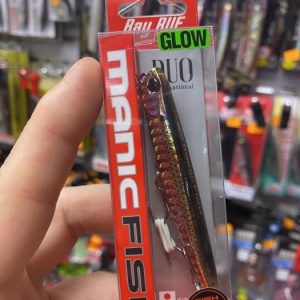 Bay RUF
GLOW
DUO
MANIC FISH